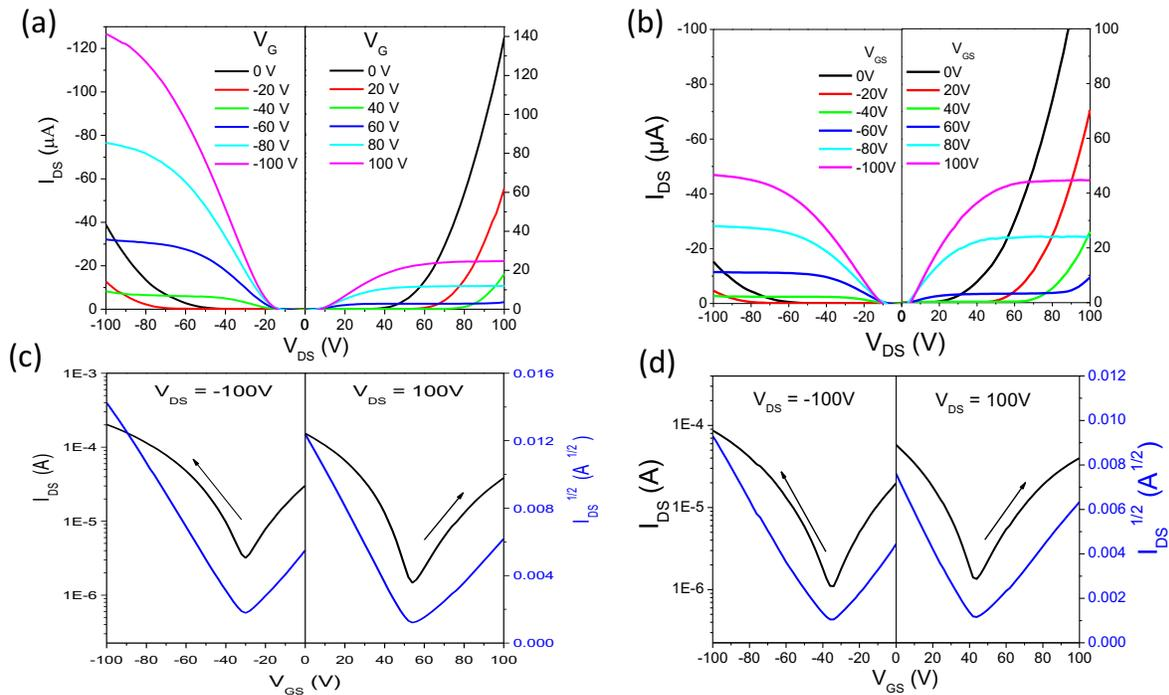 (a)
I_DS (μA)
-120
-100
-80
-60
-40
-20
0
V_G
0 V
-20 V
-40 V
-60 V
-80 V
-100 V
V_G
0 V
20 V
40 V
60 V
80 V
100 V
140
120
100
80
60
40
20
0
-100 -80 -60 -40 -20 0 20 40 60 80 100
V_DS (V)
(b)
I_DS (μA)
-100
-80
-60
-40
-20
0
V_GS
0V
-20V
-40V
-60V
-80V
-100V
V_GS
0V
20V
40V
60V
80V
100V
100
80
60
40
20
0
-100 -80 -60 -40 -20 0 20 40 60 80 100
V_DS (V)
(c)
I_DS (A)
1E-3
1E-4
1E-5
1E-6
V_DS = -100V
V_DS = 100V
0.016
0.012
0.008
0.004
0.000
I_DS^1/2 (A^1/2)
-100 -80 -60 -40 -20 0 20 40 60 80 100
V_GS (V)
(d)
I_DS (A)
1E-4
1E-5
1E-6
V_DS = -100V
V_DS = 100V
0.012
0.010
0.008
0.006
0.004
0.002
0.000
I_DS^1/2 (A^1/2)
-100 -80 -60 -40 -20 0 20 40 60 80 100
V_GS (V)